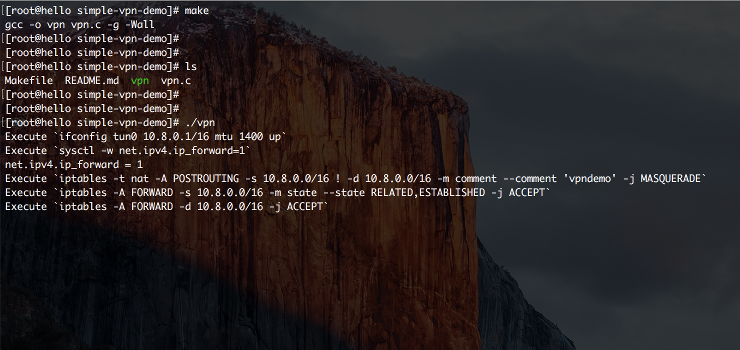 [root@hello simple-vpn-demo]# make
gcc -o vpn vpn.c -g -Wall
[root@hello simple-vpn-demo]#
[root@hello simple-vpn-demo]#
[root@hello simple-vpn-demo]# ls
Makefile  README.md  vpn  vpn.c
[root@hello simple-vpn-demo]#
[root@hello simple-vpn-demo]#
[root@hello simple-vpn-demo]# ./vpn
Execute `ifconfig tun0 10.8.0.1/16 mtu 1400 up`
Execute `sysctl -w net.ipv4.ip_forward=1`
net.ipv4.ip_forward = 1
Execute `iptables -t nat -A POSTROUTING -s 10.8.0.0/16 ! -d 10.8.0.0/16 -m comment --comment 'vpndemo' -j MASQUERADE`
Execute `iptables -A FORWARD -s 10.8.0.0/16 -m state --state RELATED,ESTABLISHED -j ACCEPT`
Execute `iptables -A FORWARD -d 10.8.0.0/16 -j ACCEPT`